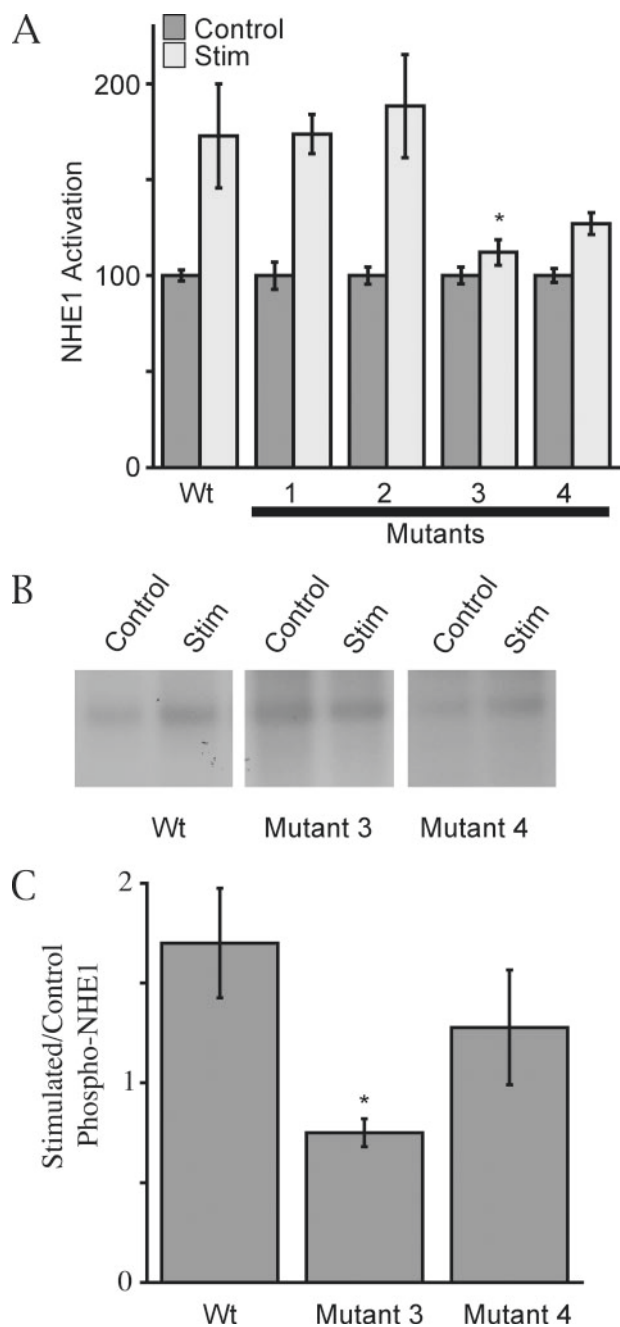 A
Control
Stim
NHE1 Activation
200
100
0
Wt
1
2
3
4
*
Mutants
B
Control
Stim
Control
Stim
Control
Stim
Wt
Mutant 3
Mutant 4
C
Stimulated/Control
Phospho-NHE1
2
1
0
*
Wt
Mutant 3
Mutant 4